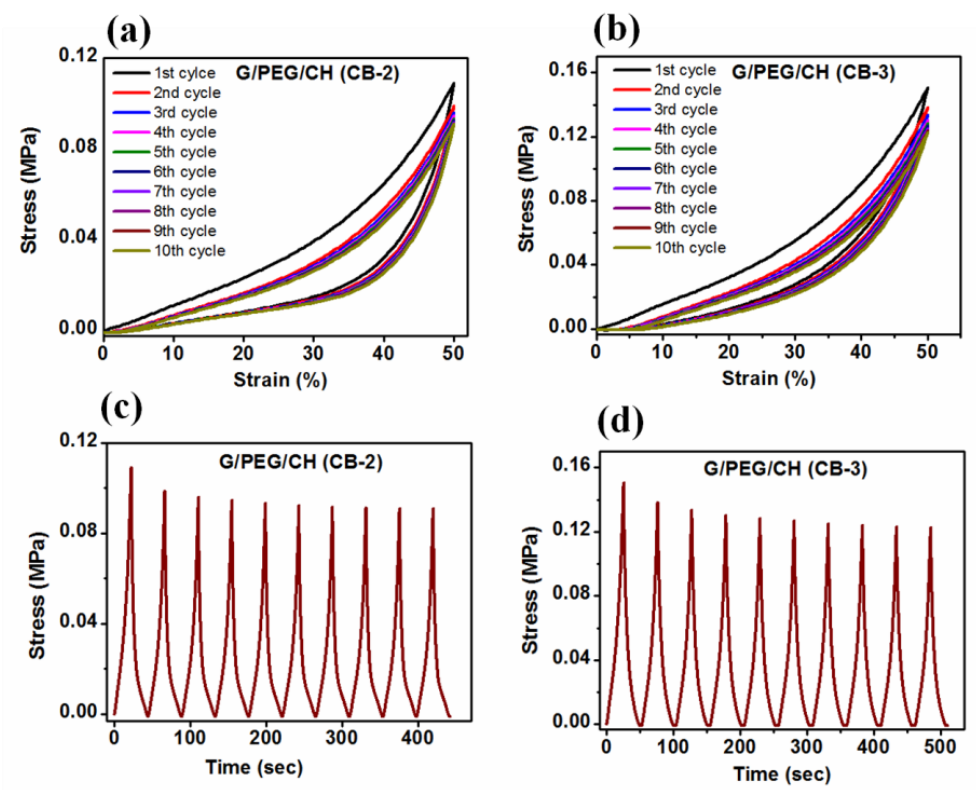 (a)
G/PEG/CH (CB-2)
1st cylce
2nd cycle
3rd cycle
4th cycle
5th cycle
6th cycle
7th cycle
8th cycle
9th cycle
10th cycle
0.12
0.08
0.04
0.00
Stress (MPa)
0 10 20 30 40 50
Strain (%)
(b)
G/PEG/CH (CB-3)
1st cycle
2nd cycle
3rd cycle
4th cycle
5th cycle
6th cycle
7th cycle
8th cycle
9th cycle
10th cycle
0.16
0.12
0.08
0.04
0.00
Stress (MPa)
0 10 20 30 40 50
Strain (%)
(c)
G/PEG/CH (CB-2)
0.12
0.08
0.04
0.00
Stress (MPa)
0 100 200 300 400
Time (sec)
(d)
G/PEG/CH (CB-3)
0.16
0.12
0.08
0.04
0.00
Stress (MPa)
0 100 200 300 400 500
Time (sec)